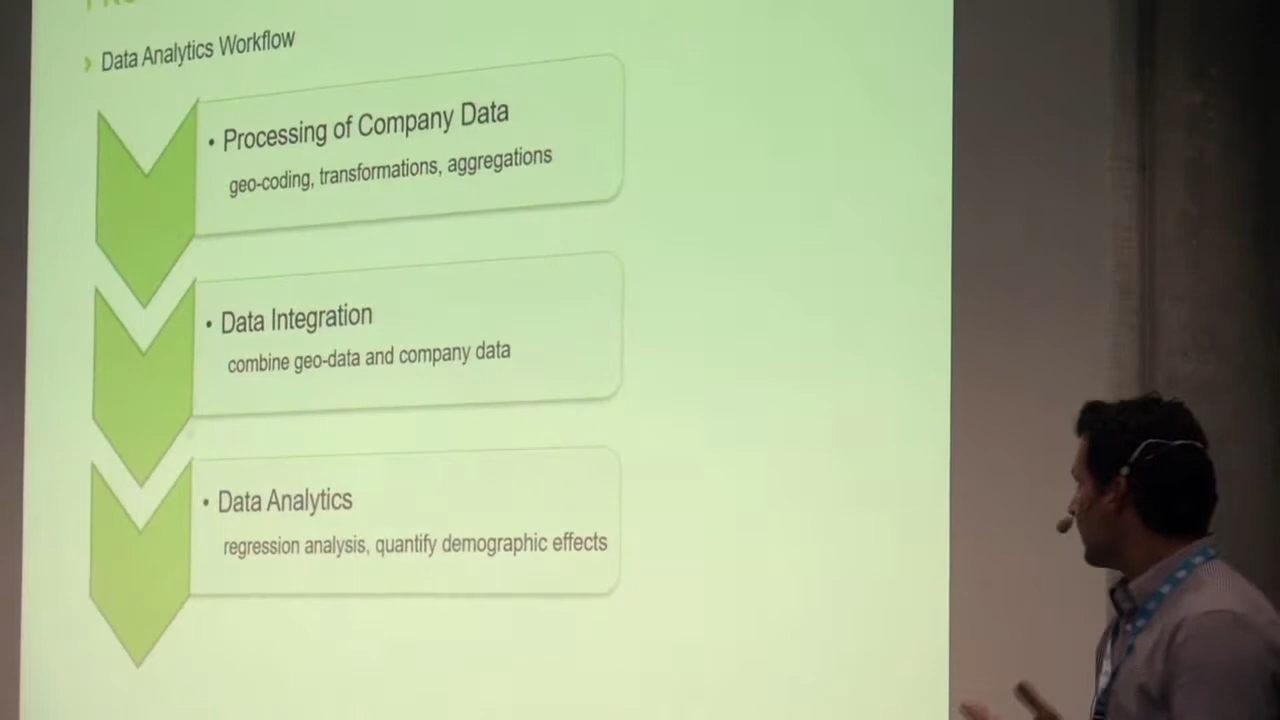 Data Analytics Workflow
• Processing of Company Data
geo-coding, transformations, aggregations
• Data Integration
combine geo-data and company data
• Data Analytics
regression analysis, quantify demographic effects